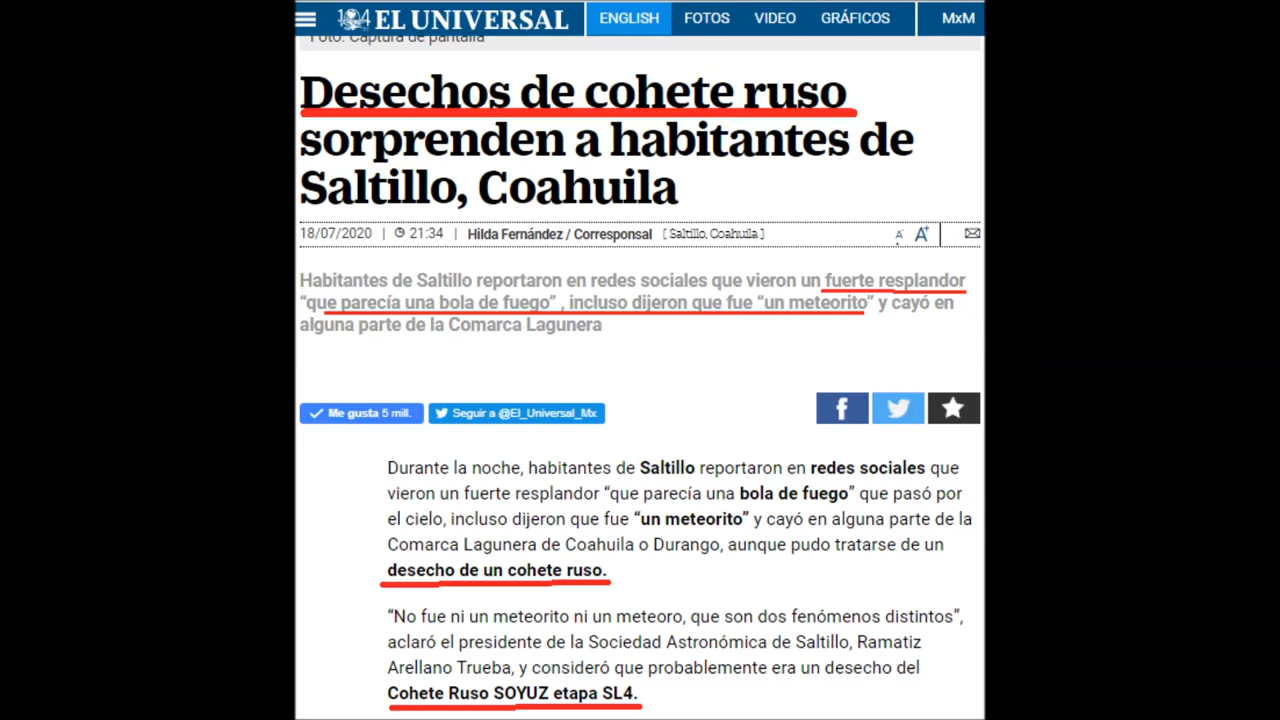 104 EL UNIVERSAL ENGLISH FOTOS VIDEO GRÁFICOS MxM
Foto: Captura de pantalla
Desechos de cohete ruso
sorprenden a habitantes de
Saltillo, Coahuila
18/07/2020 | 21:34 | Hilda Fernández / Corresponsal [ Saltillo, Coahuila ] A- A+
Habitantes de Saltillo reportaron en redes sociales que vieron un fuerte resplandor
“que parecía una bola de fuego” , incluso dijeron que fue “un meteorito” y cayó en
alguna parte de la Comarca Lagunera
Me gusta 5 mil. Seguir a @El_Universal_Mx
Durante la noche, habitantes de Saltillo reportaron en redes sociales que
vieron un fuerte resplandor “que parecía una bola de fuego” que pasó por
el cielo, incluso dijeron que fue “un meteorito” y cayó en alguna parte de la
Comarca Lagunera de Coahuila o Durango, aunque pudo tratarse de un
desecho de un cohete ruso.
“No fue ni un meteorito ni un meteoro, que son dos fenómenos distintos”,
aclaró el presidente de la Sociedad Astronómica de Saltillo, Ramatiz
Arellano Trueba, y consideró que probablemente era un desecho del
Cohete Ruso SOYUZ etapa SL4.